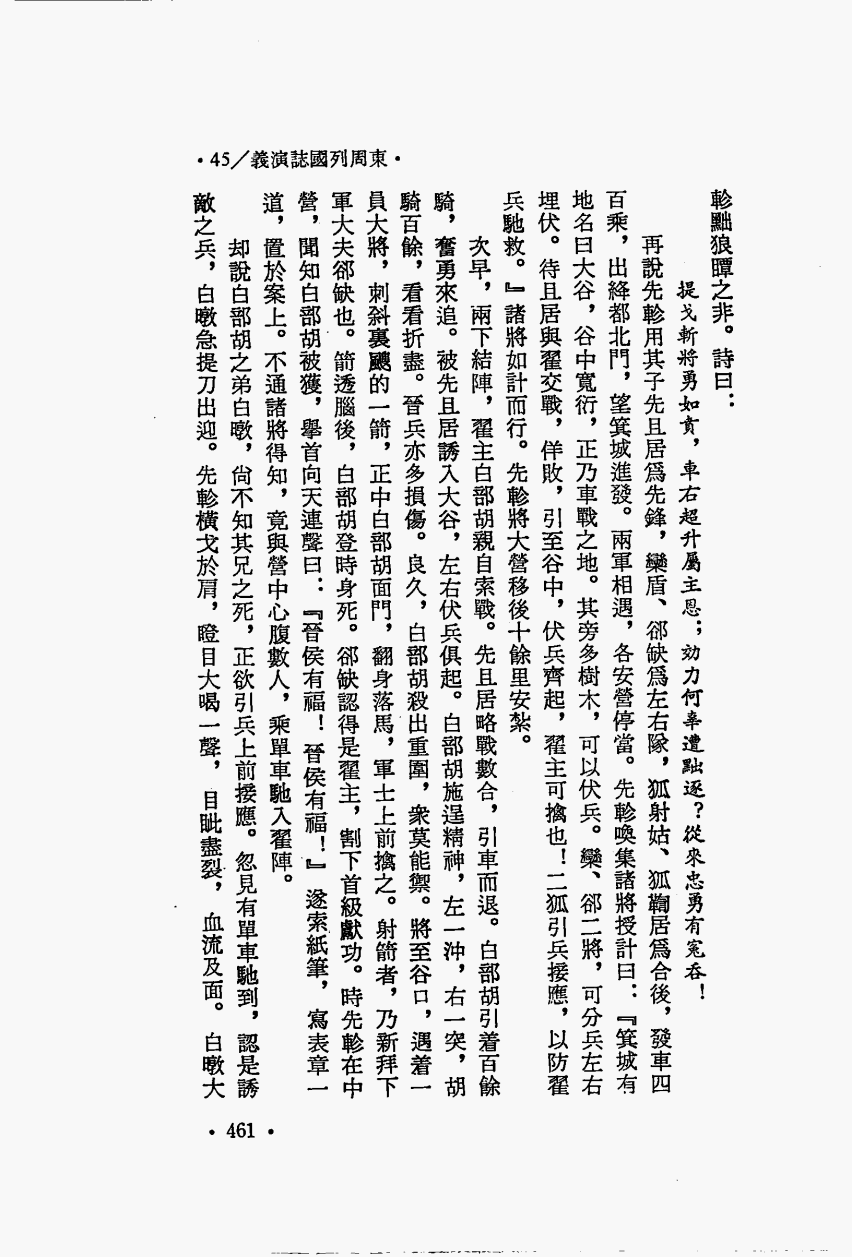 •45/義演誌國列周東•
軫黜狼瞫之非。詩曰：
提戈斬將勇如賁，車右超升屬主恩；効力何辜遭黜逐？從來忠勇有冤吞！
再說先軫用其子先且居爲先鋒，欒盾、郤缺爲左右隊，狐射姑、狐鞫居爲合後，發車四
百乘，出絳都北門，望箕城進發。兩軍相遇，各安營停當。先軫喚集諸將授計曰：『箕城有
地名曰大谷，谷中寬衍，正乃車戰之地。其旁多樹木，可以伏兵。欒、郤二將，可分兵左右
埋伏。待且居與翟交戰，佯敗，引至谷中，伏兵齊起，翟主可擒也！二狐引兵接應，以防翟
兵馳救。』諸將如計而行。先軫將大營移後十餘里安紮。
次早，兩下結陣，翟主白部胡親自索戰。先且居略戰數合，引車而退。白部胡引着百餘
騎，奮勇來追。被先且居誘入大谷，左右伏兵俱起。白部胡施逞精神，左一沖，右一突，胡
騎百餘，看看折盡。晉兵亦多損傷。良久，白部胡殺出重圍，衆莫能禦。將至谷口，遇着一
員大將，刺斜裏颼的一箭，正中白部胡面門，翻身落馬，軍士上前擒之。射箭者，乃新拜下
軍大夫郤缺也。箭透腦後，白部胡登時身死。郤缺認得是翟主，割下首級獻功。時先軫在中
營，聞知白部胡被獲，舉首向天連聲曰：『晉侯有福！晉侯有福！』遂索紙筆，寫表章一
道，置於案上。不通諸將得知，竟與營中心腹數人，乘單車馳入翟陣。
却說白部胡之弟白暾，尙不知其兄之死，正欲引兵上前接應。忽見有單車馳到，認是誘
敵之兵，白暾急提刀出迎。先軫橫戈於肩，瞪目大喝一聲，目眦盡裂，血流及面。白暾大
•461•